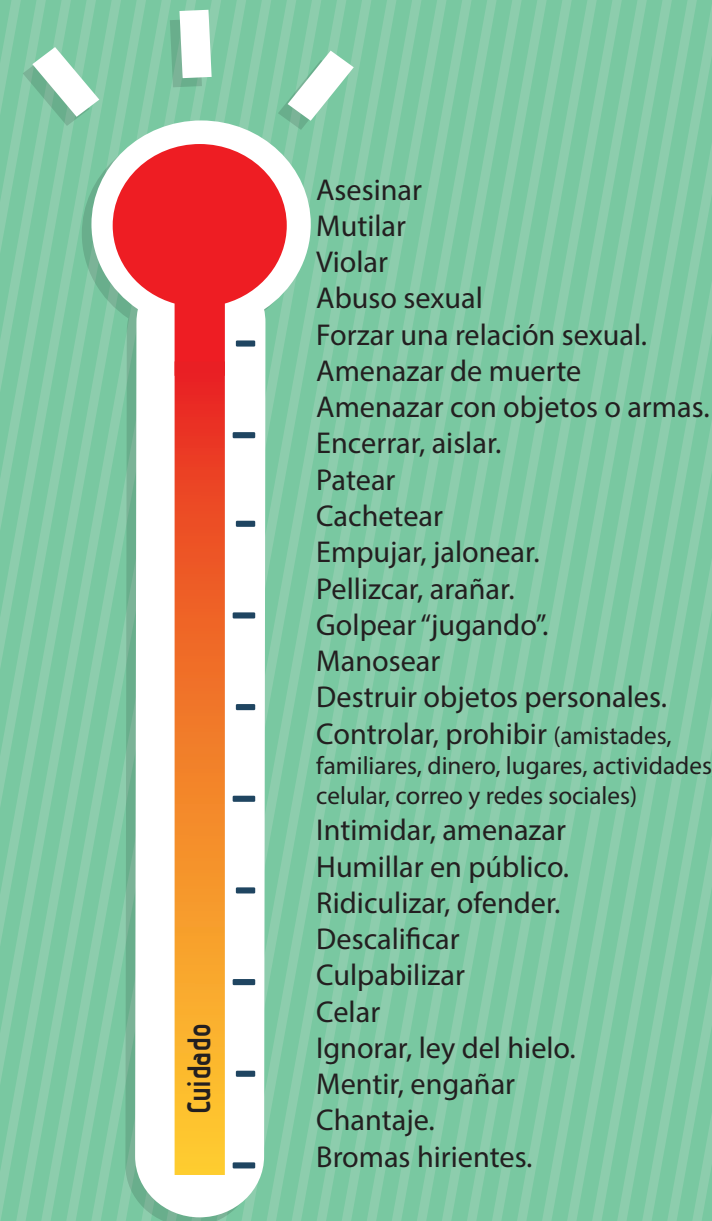 Asesinar
Mutilar
Violar
Abuso sexual
Forzar una relación sexual.
Amenazar de muerte
Amenazar con objetos o armas.
Encerrar, aislar.
Patear
Cachetear
Empujar, jalonear.
Pellizcar, arañar.
Golpear “jugando”.
Manosear
Destruir objetos personales.
Controlar, prohibir (amistades,
familiares, dinero, lugares, actividades
celular, correo y redes sociales)
Intimidar, amenazar
Humillar en público.
Ridiculizar, ofender.
Descalificar
Culpabilizar
Celar
Ignorar, ley del hielo.
Mentir, engañar
Chantaje.
Bromas hirientes.
Cuidado